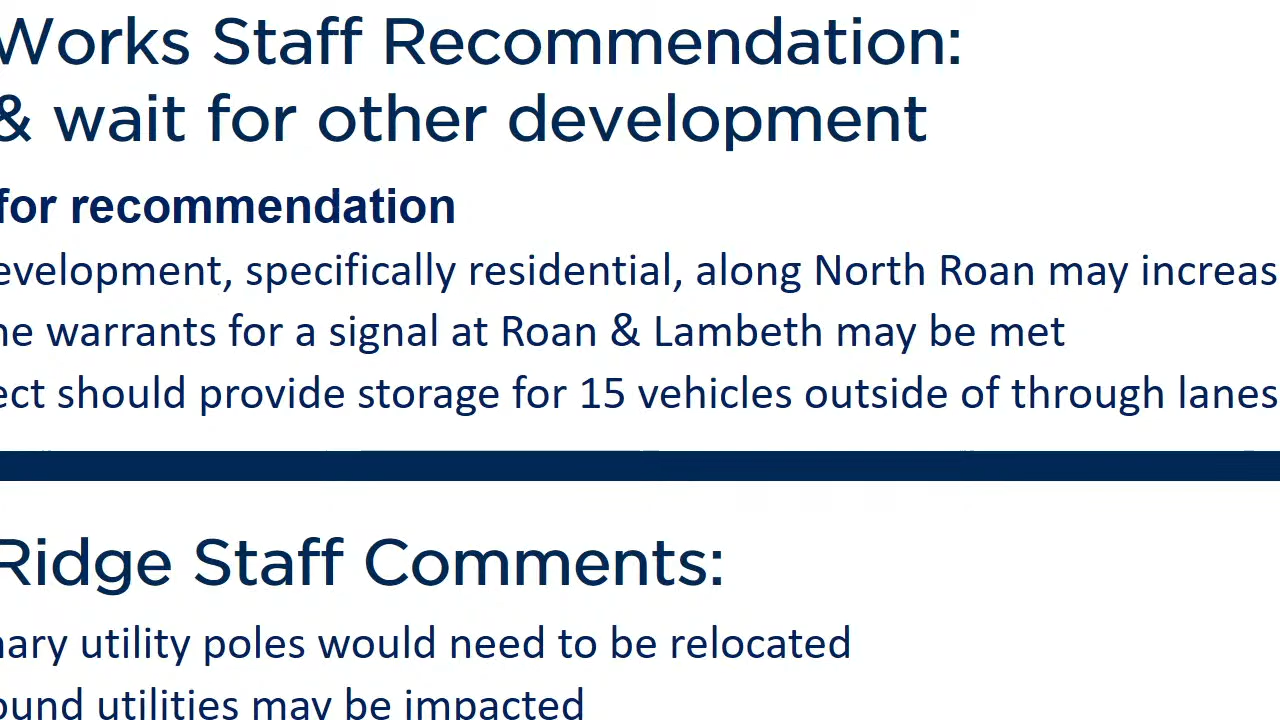 Works Staff Recommendation:
& wait for other development
for recommendation
evelopment, specifically residential, along North Roan may increas
he warrants for a signal at Roan & Lambeth may be met
ect should provide storage for 15 vehicles outside of through lanes
Ridge Staff Comments:
ary utility poles would need to be relocated
ound utilities may be impacted